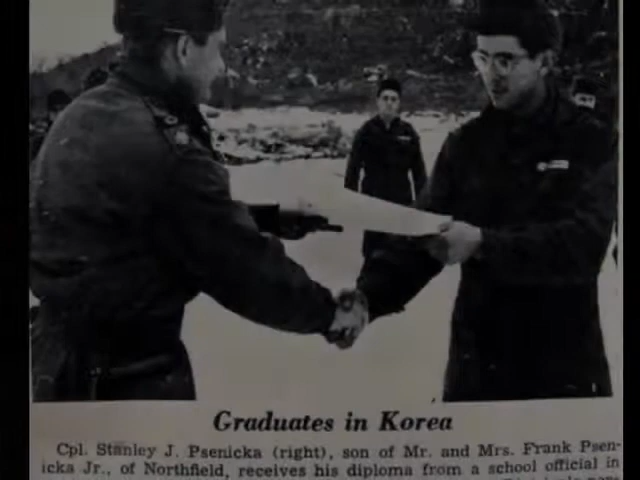 Graduates in Korea
Cpl. Stanley J. Psenicka (right), son of Mr. and Mrs. Frank Psen-
icka Jr., of Northfield, receives his diploma from a school official in